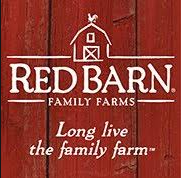 RED BARN®
FAMILY FARMS
Long live
the family farm™